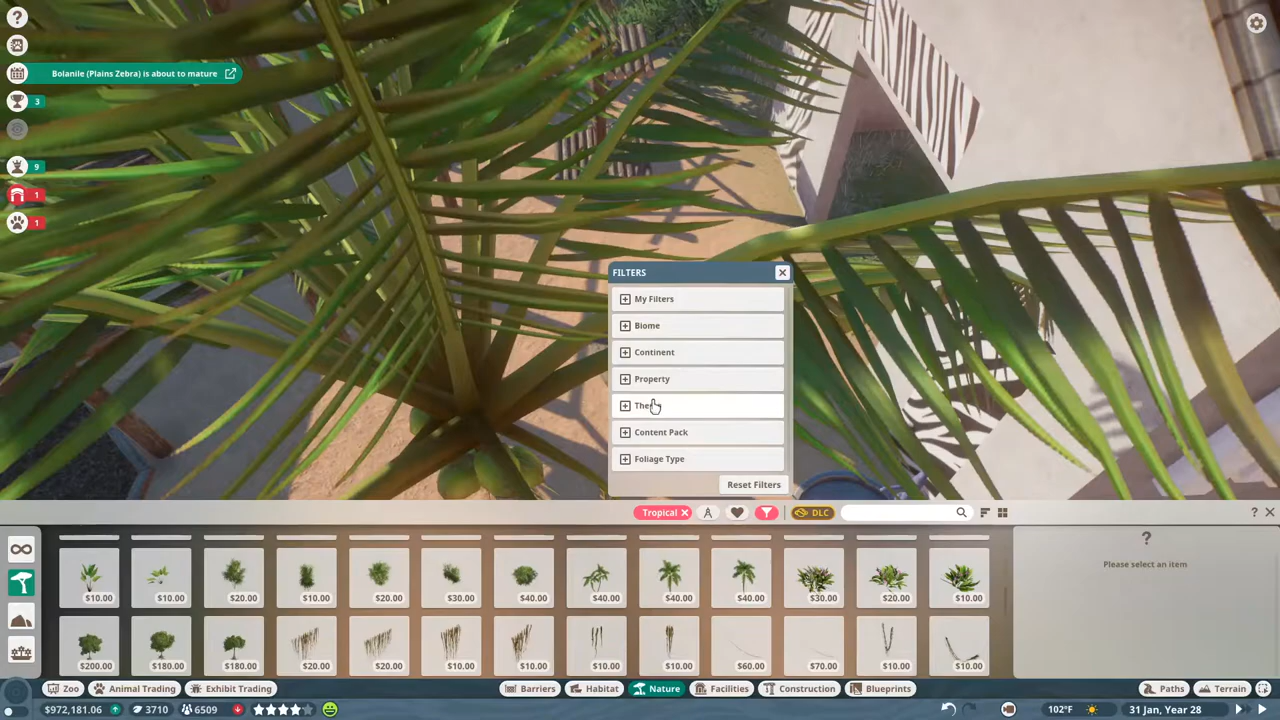 ?
Bolanile (Plains Zebra) is about to mature
3
9
1
1
FILTERS
My Filters
Biome
Continent
Property
Content Pack
Foliage Type
Reset Filters
Tropical
DLC
?
?
Please select an item
$10.00 $10.00 $20.00 $10.00 $20.00 $30.00 $40.00 $40.00 $40.00 $40.00 $30.00 $20.00 $10.00
$200.00 $180.00 $180.00 $20.00 $20.00 $10.00 $10.00 $10.00 $10.00 $60.00 $70.00 $10.00 $10.00
Zoo Animal Trading Exhibit Trading Barriers Habitat Nature Facilities Construction Blueprints Paths Terrain
$972,181.06 3710 6509 102°F 31 Jan, Year 28